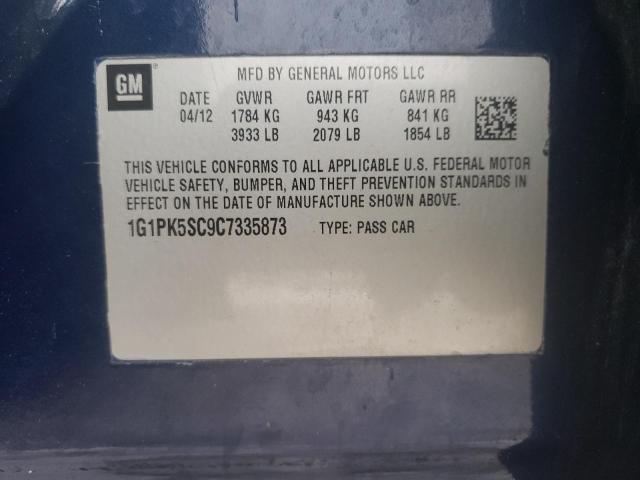 GM
MFD BY GENERAL MOTORS LLC
DATE GVWR GAWR FRT GAWR RR
04/12 1784 KG 943 KG 841 KG
3933 LB 2079 LB 1854 LB
THIS VEHICLE CONFORMS TO ALL APPLICABLE U.S. FEDERAL MOTOR
VEHICLE SAFETY, BUMPER, AND THEFT PREVENTION STANDARDS IN
EFFECT ON THE DATE OF MANUFACTURE SHOWN ABOVE.
1G1PK5SC9C7335873 TYPE: PASS CAR